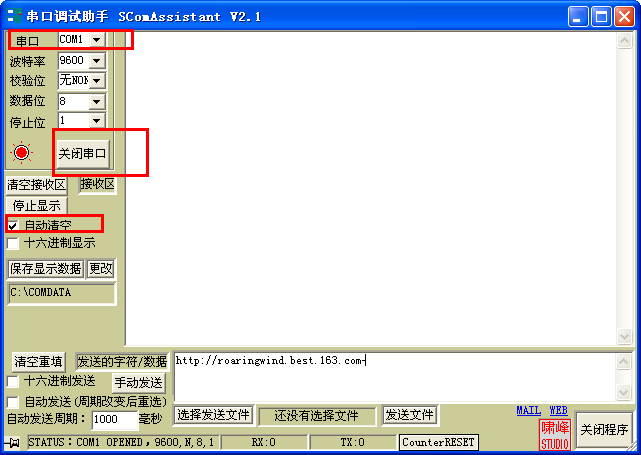 串口调试助手 SComAssistant V2.1
串口 COM1
波特率 9600
校验位 无NON
数据位 8
停止位 1
关闭串口
清空接收区 接收区
停止显示
自动清空
十六进制显示
保存显示数据 更改
C:\COMDATA
清空重填 发送的字符/数据 http://roaringwind.best.163.com
十六进制发送 手动发送
自动发送(周期改变后重选)
自动发送周期: 1000 毫秒 选择发送文件 还没有选择文件 发送文件 MAIL WEB
啸峰
STUDIO
关闭程序
STATUS:COM1 OPENED,9600,N,8,1 RX:0 TX:0 CounterRESET